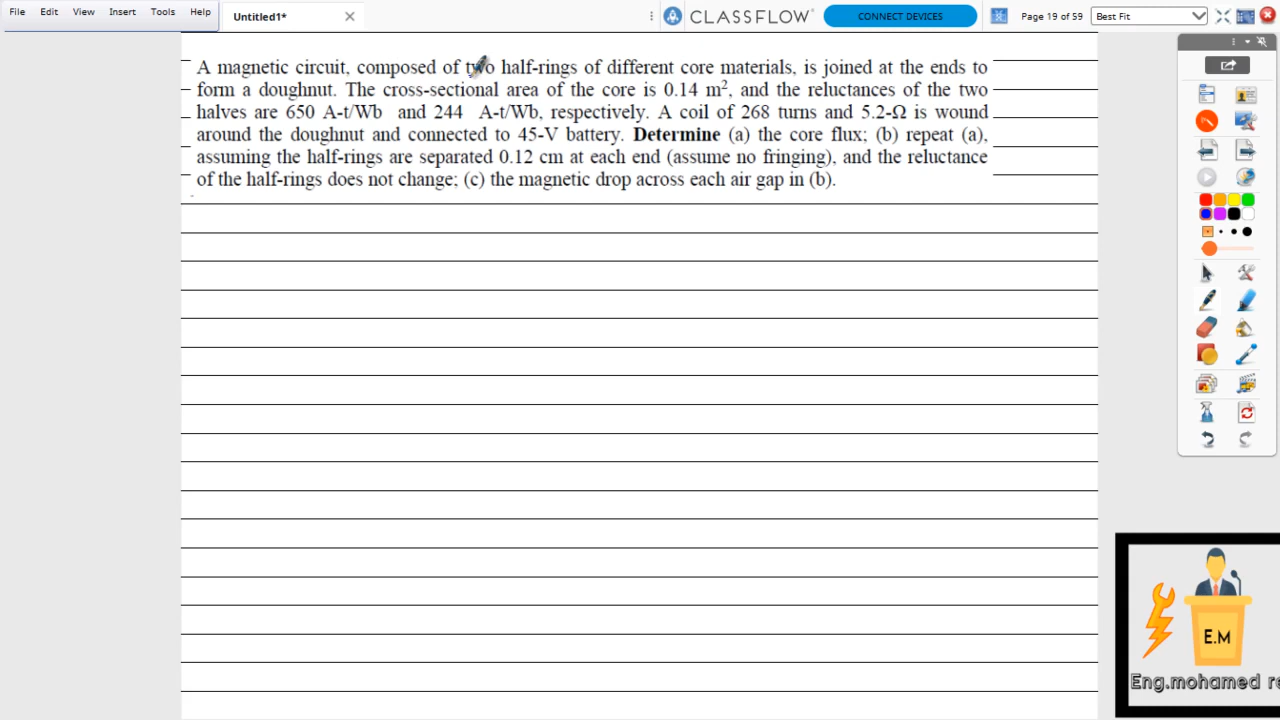 File Edit View Insert Tools Help
Untitled1*
CLASSFLOW
CONNECT DEVICES
Page 19 of 59
Best Fit
A magnetic circuit, composed of two half-rings of different core materials, is joined at the ends to
form a doughnut. The cross-sectional area of the core is 0.14 m², and the reluctances of the two
halves are 650 A-t/Wb and 244 A-t/Wb, respectively. A coil of 268 turns and 5.2-Ω is wound
around the doughnut and connected to 45-V battery. Determine (a) the core flux; (b) repeat (a),
assuming the half-rings are separated 0.12 cm at each end (assume no fringing), and the reluctance
of the half-rings does not change; (c) the magnetic drop across each air gap in (b).
E.M
Eng.mohamed re